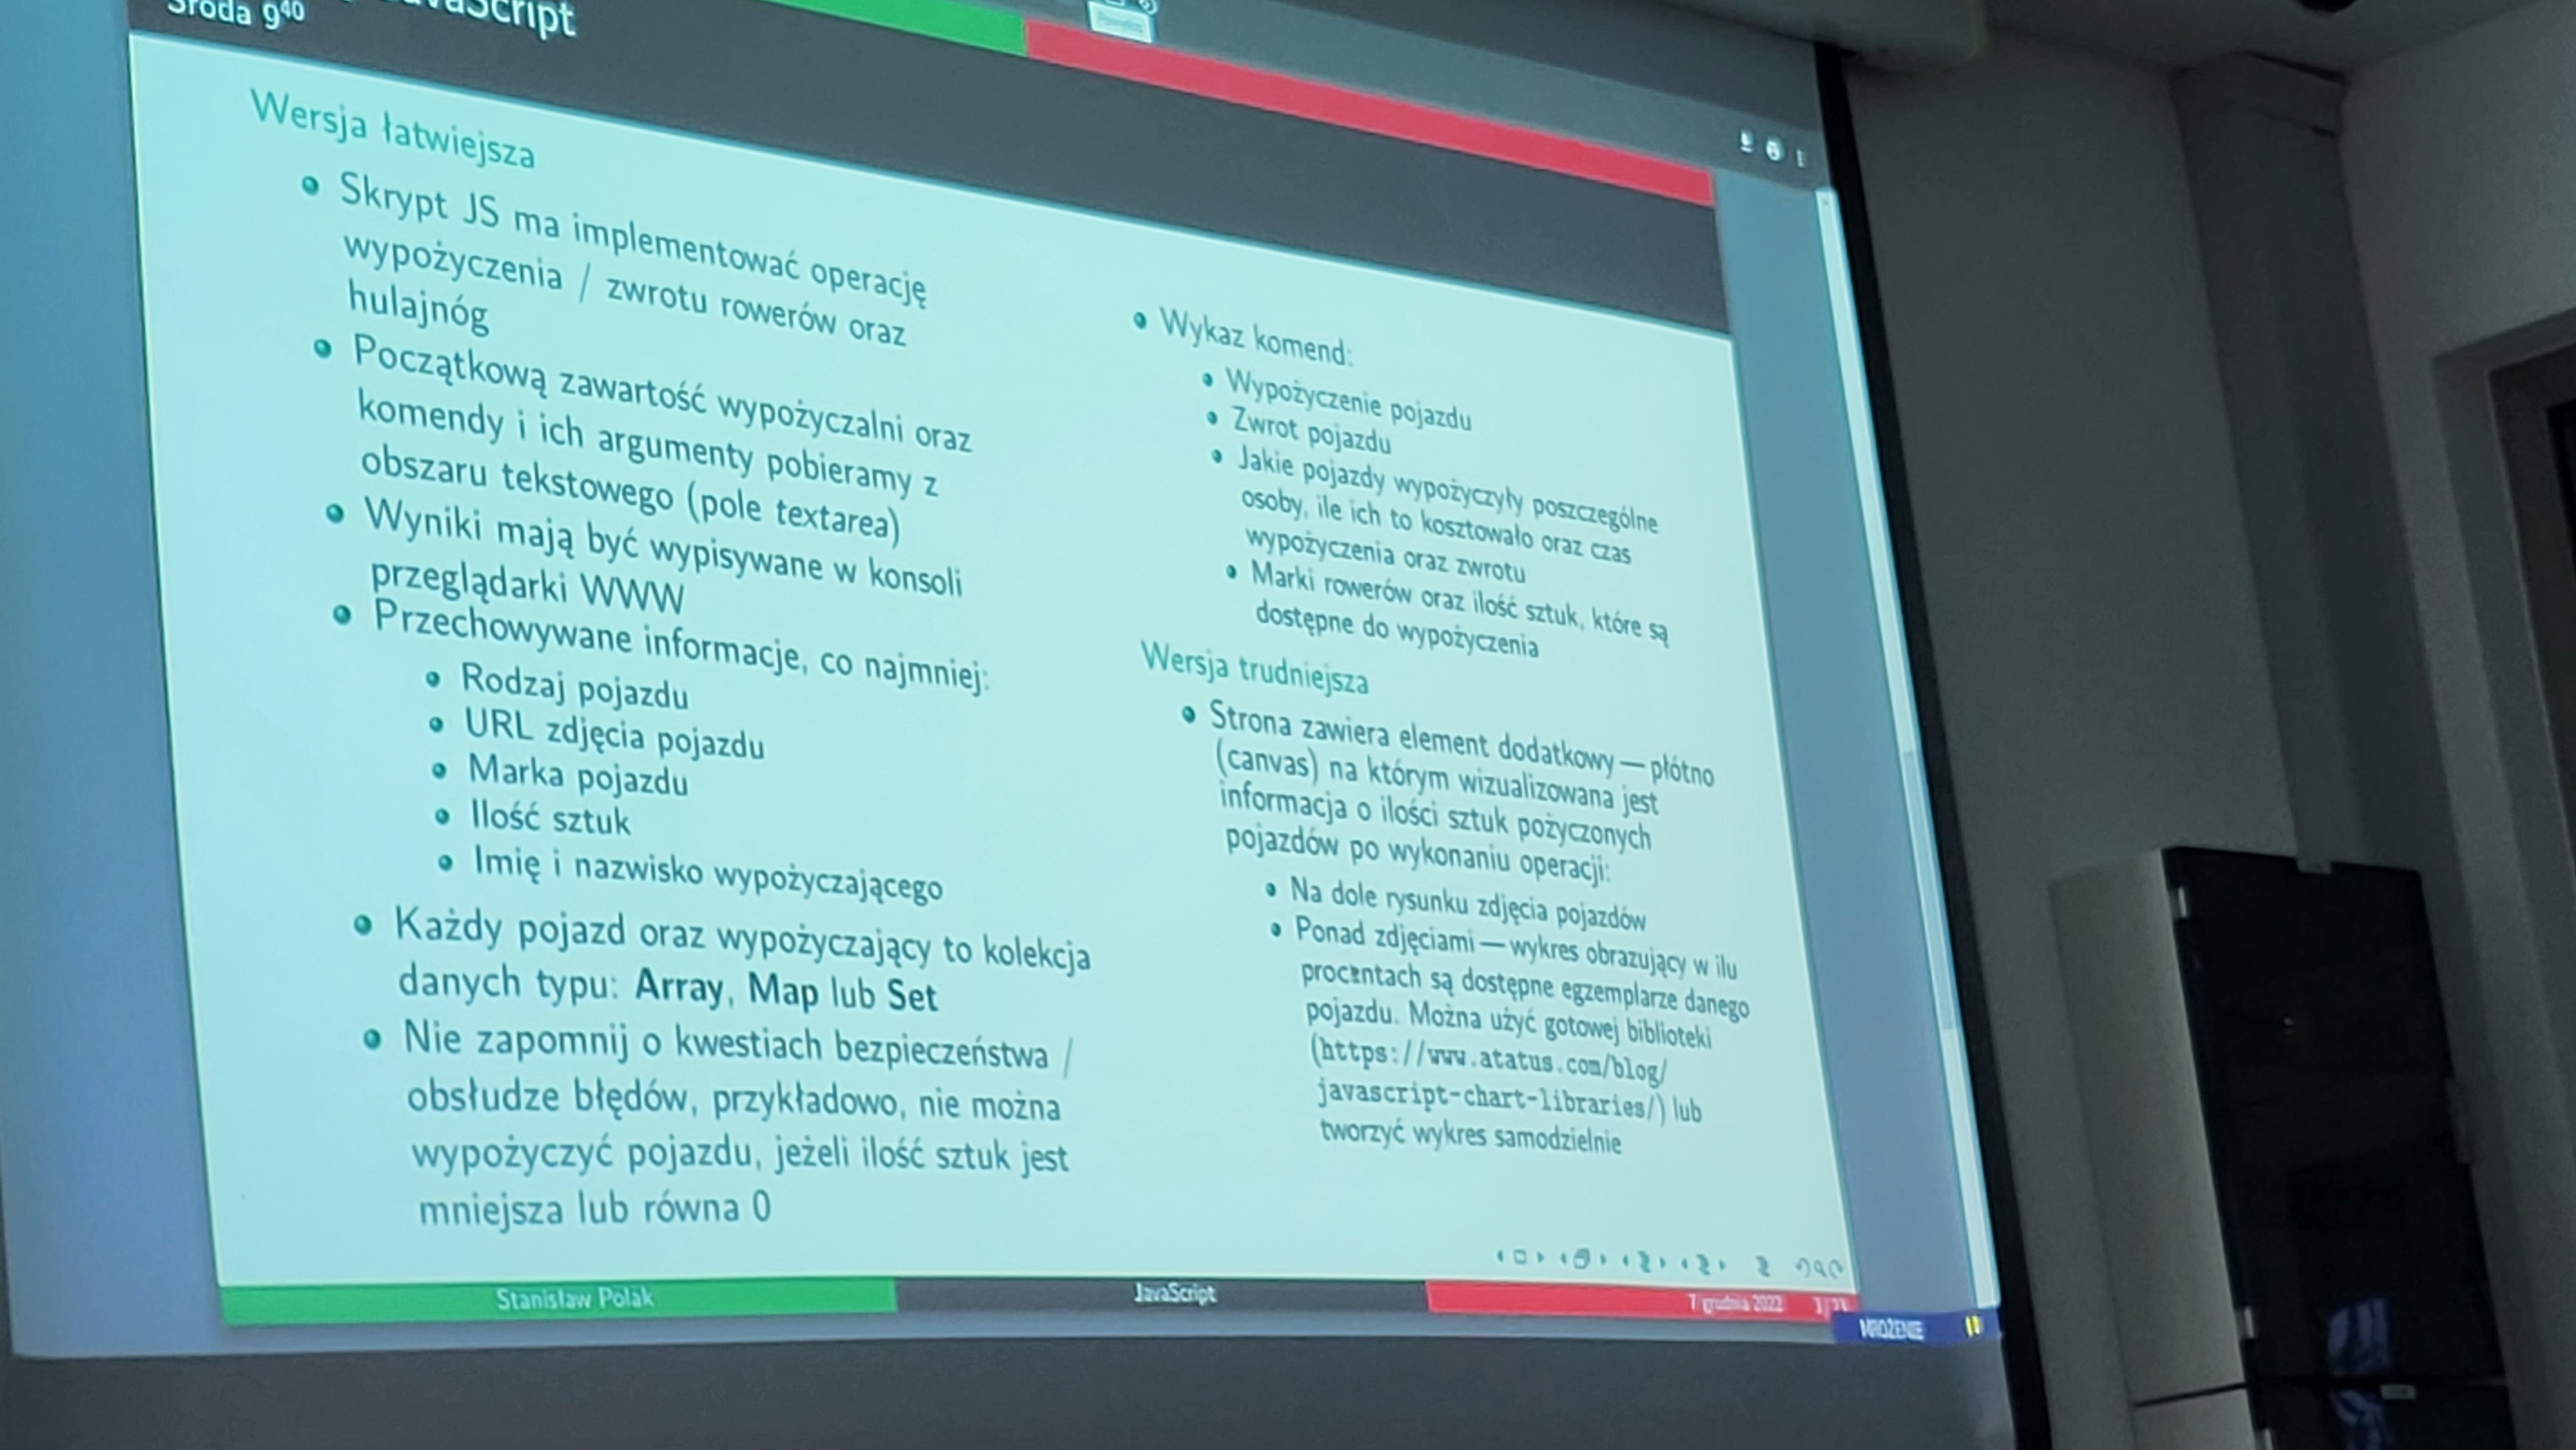 Środa 9⁴⁰
JavaScript
Wersja łatwiejsza
Skrypt JS ma implementować operację
wypożyczenia / zwrotu rowerów oraz
hulajnóg
Początkową zawartość wypożyczalni oraz
komendy i ich argumenty pobieramy z
obszaru tekstowego (pole textarea)
Wyniki mają być wypisywane w konsoli
przeglądarki WWW
Przechowywane informacje, co najmniej:
Rodzaj pojazdu
URL zdjęcia pojazdu
Marka pojazdu
Ilość sztuk
Imię i nazwisko wypożyczającego
Każdy pojazd oraz wypożyczający to kolekcja
danych typu: Array, Map lub Set
Nie zapomnij o kwestiach bezpieczeństwa /
obsłudze błędów, przykładowo, nie można
wypożyczyć pojazdu, jeżeli ilość sztuk jest
mniejsza lub równa 0
Wykaz komend:
Wypożyczenie pojazdu
Zwrot pojazdu
Jakie pojazdy wypożyczyły poszczególne
osoby, ile ich to kosztowało oraz czas
wypożyczenia oraz zwrotu
Marki rowerów oraz ilość sztuk, które są
dostępne do wypożyczenia
Wersja trudniejsza
Strona zawiera element dodatkowy — płótno
(canvas) na którym wizualizowana jest
informacja o ilości sztuk pożyczonych
pojazdów po wykonaniu operacji:
Na dole rysunku zdjęcia pojazdów
Ponad zdjęciami — wykres obrazujący w ilu
procentach są dostępne egzemplarze danego
pojazdu. Można użyć gotowej biblioteki
(https://www.atatus.com/blog/
javascript-chart-libraries/) lub
tworzyć wykres samodzielnie
Stanisław Polak
JavaScript
7 grudnia 2022
MROŻENIE